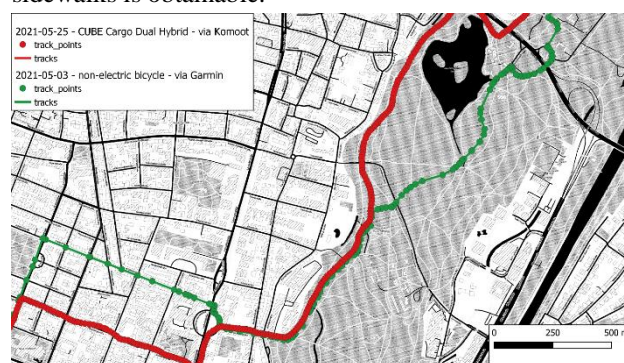 sidewalks is obtainable.
2021-05-25 - CUBE Cargo Dual Hybrid - via Komoot
track_points
tracks
2021-05-03 - non-electric bicycle - via Garmin
track_points
tracks
0 250 500 m